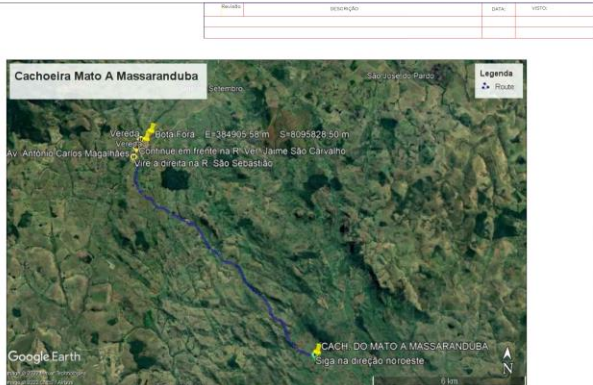 Revisão
DESCRIÇÃO
DATA:
VISTO:
Cachoeira Mato A Massaranduba
Legenda
Route
São José do Pardo
Setembro
Vereda
Bota Fora E=384905.58 m S=8095828.50 m
Vereda
AV. Antônio Carlos Magalhães
Continue em frente na R. Ver. Jaime São Carvalho
Vire à direita na R. São Sebastião
CACH. DO MATO A MASSARANDUBA
Siga na direção noroeste
Google Earth
N
6 km